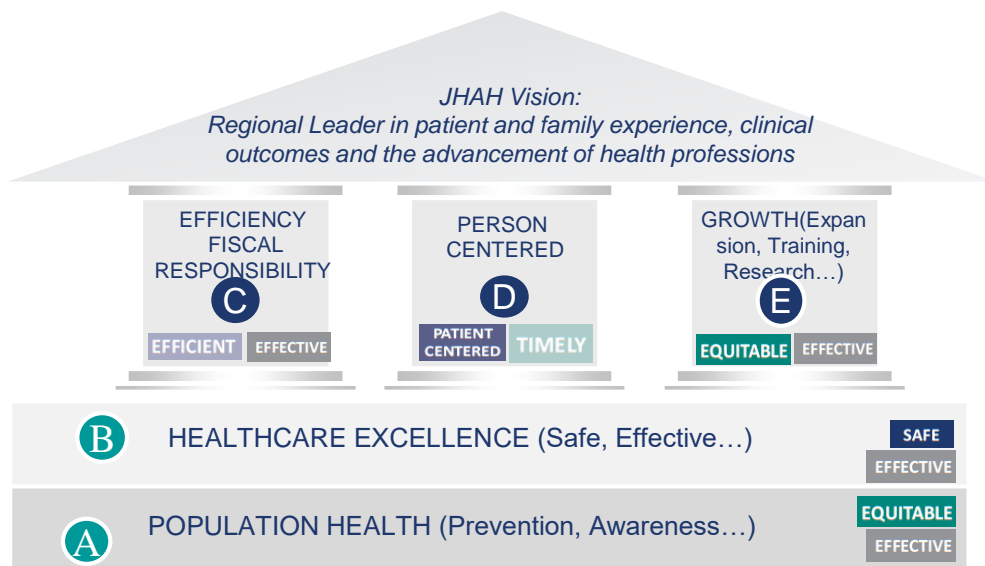 JHAH Vision:
Regional Leader in patient and family experience, clinical
outcomes and the advancement of health professions
EFFICIENCY
FISCAL
RESPONSIBILITY
C
EFFICIENT EFFECTIVE
PERSON
CENTERED
D
PATIENT
CENTERED
TIMELY
GROWTH(Expan
sion, Training,
Research…)
E
EQUITABLE EFFECTIVE
B HEALTHCARE EXCELLENCE (Safe, Effective…)
SAFE
EFFECTIVE
A POPULATION HEALTH (Prevention, Awareness…)
EQUITABLE
EFFECTIVE